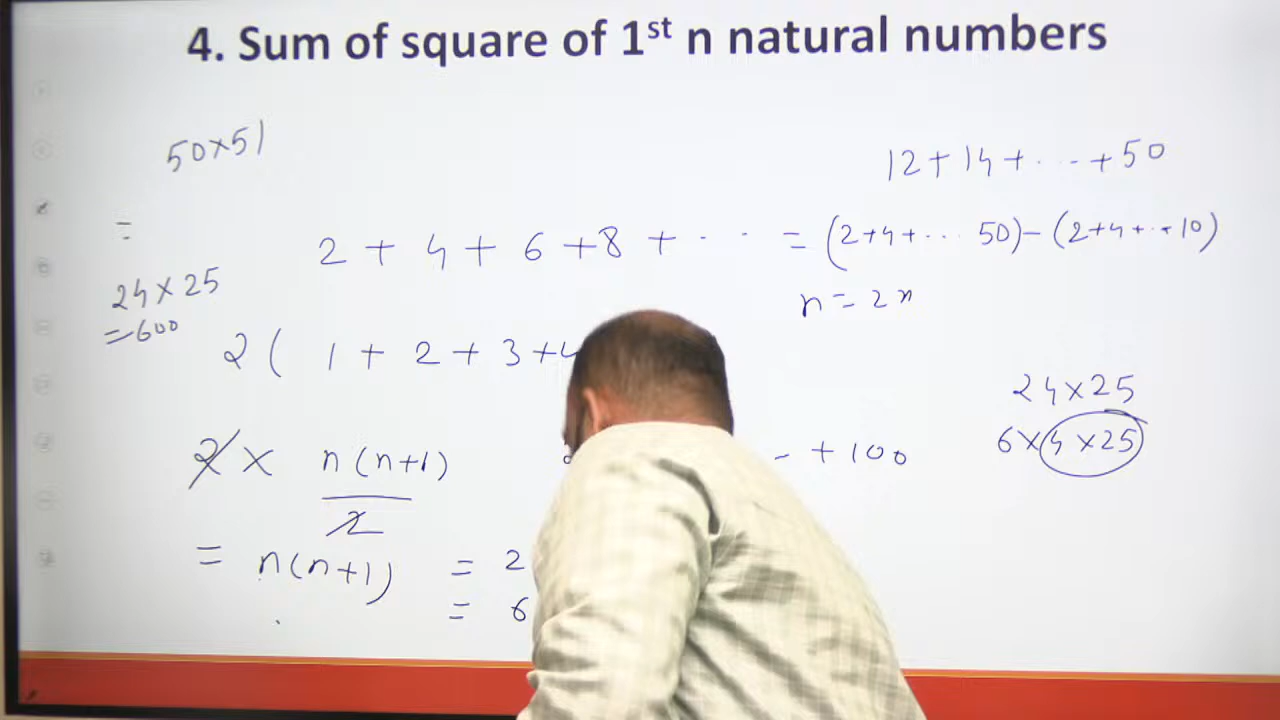 4. Sum of square of 1st n natural numbers
50×51
=
24×25
=600
12+14+ ... +50
2 + 4 + 6 +8 + . . = (2+4+... 50)-(2+4+..+10)
n = 2
2( 1 + 2 + 3 +4
24×25
6×4×25
2 × n(n+1)
2
- +100
= n(n+1) = 2
= 6